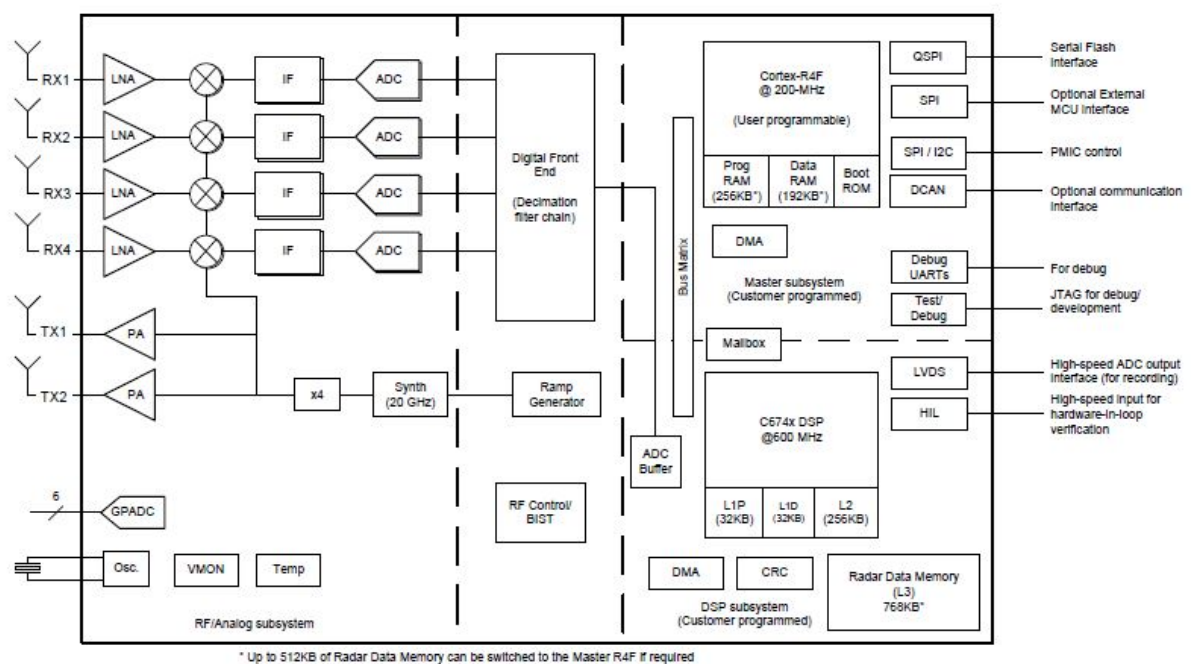 RX1
LNA
IF
ADC
RX2
LNA
IF
ADC
RX3
LNA
IF
ADC
RX4
LNA
IF
ADC
TX1
PA
TX2
PA
x4
Synth
(20 GHz)
6
GPADC
Osc.
VMON
Temp
RF/Analog subsystem
Digital Front
End
(Decimation
filter chain)
Ramp
Generator
RF Control/
BIST
ADC
Buffer
Bus Matrix
Cortex-R4F
@ 200-MHz
(User programmable)
Prog
RAM
(256KB*)
Data
RAM
(192KB*)
Boot
ROM
DMA
Master subsystem
(Customer programmed)
Mailbox
QSPI
Serial Flash
Interface
SPI
Optional External
MCU Interface
SPI / I2C
PMIC control
DCAN
Optional communication
Interface
Debug
UARTs
For debug
Test/
Debug
JTAG for debug/
development
LVDS
High-speed ADC output
Interface (for recording)
HIL
High-speed input for
hardware-in-loop
verification
C674x DSP
@600 MHz
L1P
(32KB)
L1D
(32KB)
L2
(256KB)
DMA
CRC
DSP subsystem
(Customer programmed)
Radar Data Memory
(L3)
768KB*
* Up to 512KB of Radar Data Memory can be switched to the Master R4F if required